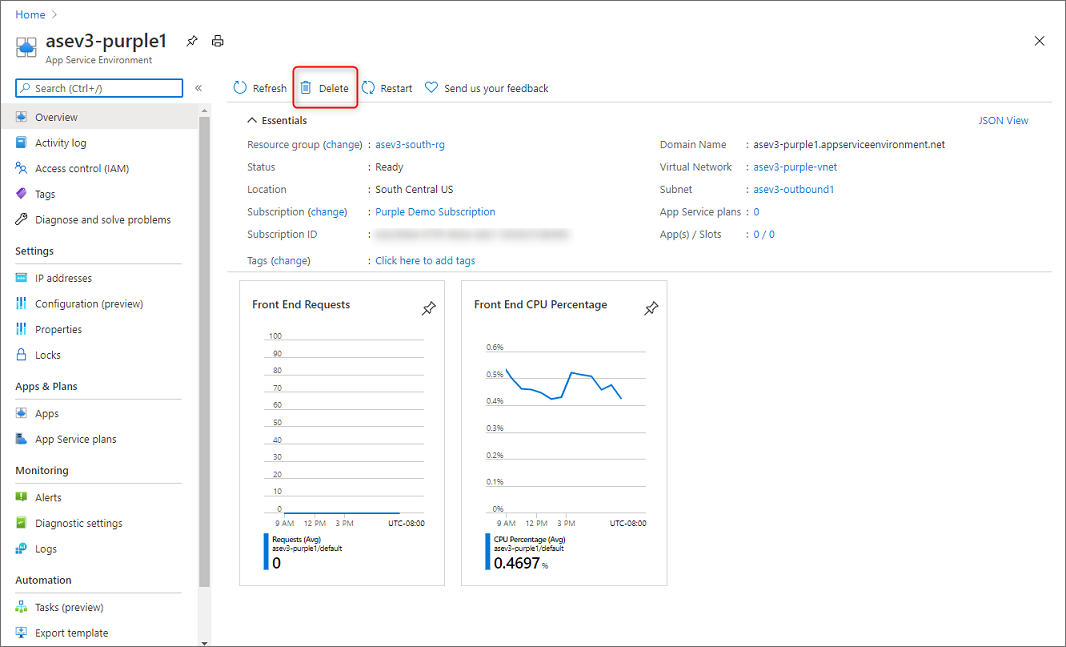 Home
asev3-purple1
App Service Environment
Search (Ctrl+/)
«
Overview
Activity log
Access control (IAM)
Tags
Diagnose and solve problems
Settings
IP addresses
Configuration (preview)
Properties
Locks
Apps & Plans
Apps
App Service plans
Monitoring
Alerts
Diagnostic settings
Logs
Automation
Tasks (preview)
Export template
Refresh Delete Restart Send us your feedback
Essentials JSON View
Resource group (change) : asev3-south-rg
Status : Ready
Location : South Central US
Subscription (change) : Purple Demo Subscription
Subscription ID :
Tags (change) : Click here to add tags
Domain Name : asev3-purple1.appserviceenvironment.net
Virtual Network : asev3-purple-vnet
Subnet : asev3-outbound1
App Service plans : 0
App(s) / Slots : 0 / 0
Front End Requests
100
90
80
70
60
50
40
30
20
10
0
9 AM 12 PM 3 PM UTC-08:00
Requests (Avg)
asev3-purple1/default
0
Front End CPU Percentage
0.6%
0.5%
0.4%
0.3%
0.2%
0.1%
0%
9 AM 12 PM 3 PM UTC-08:00
CPU Percentage (Avg)
asev3-purple1/default
0.4697 %